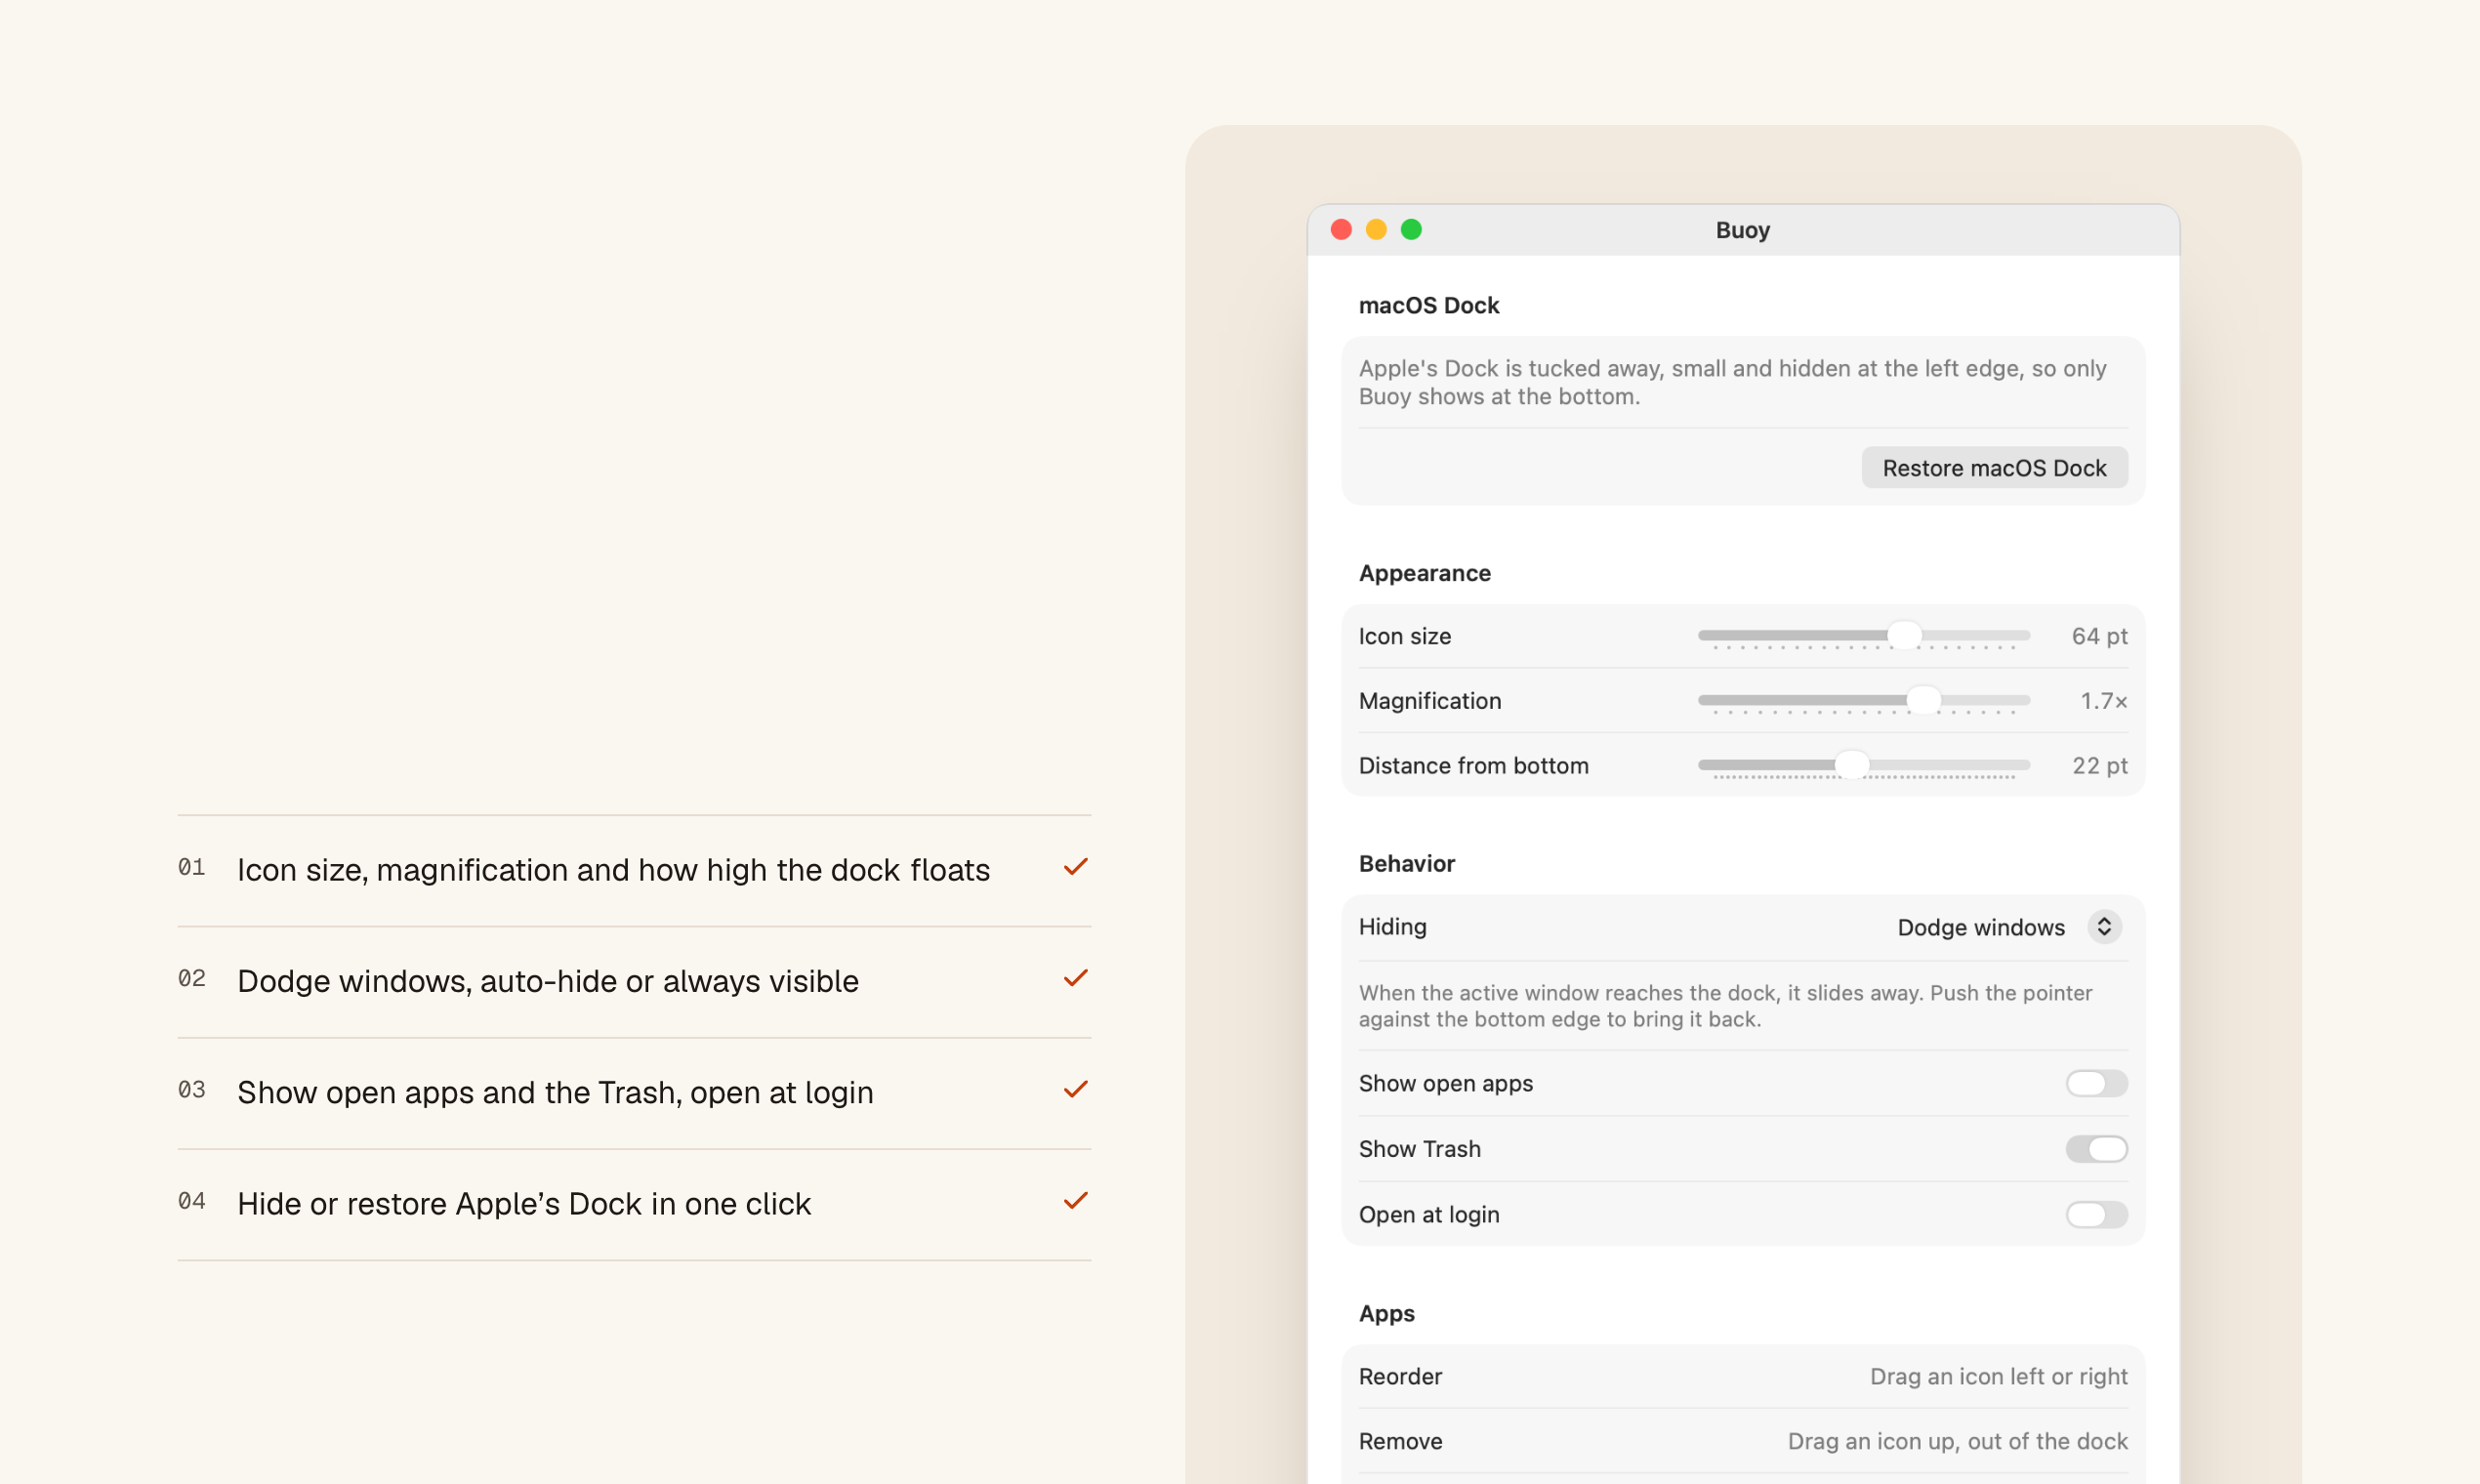 01 Icon size, magnification and how high the dock floats
02 Dodge windows, auto-hide or always visible
03 Show open apps and the Trash, open at login
04 Hide or restore Apple’s Dock in one click
Buoy
macOS Dock
Apple's Dock is tucked away, small and hidden at the left edge, so only
Buoy shows at the bottom.
Restore macOS Dock
Appearance
Icon size 64 pt
Magnification 1.7×
Distance from bottom 22 pt
Behavior
Hiding Dodge windows
When the active window reaches the dock, it slides away. Push the pointer
against the bottom edge to bring it back.
Show open apps
Show Trash
Open at login
Apps
Reorder Drag an icon left or right
Remove Drag an icon up, out of the dock